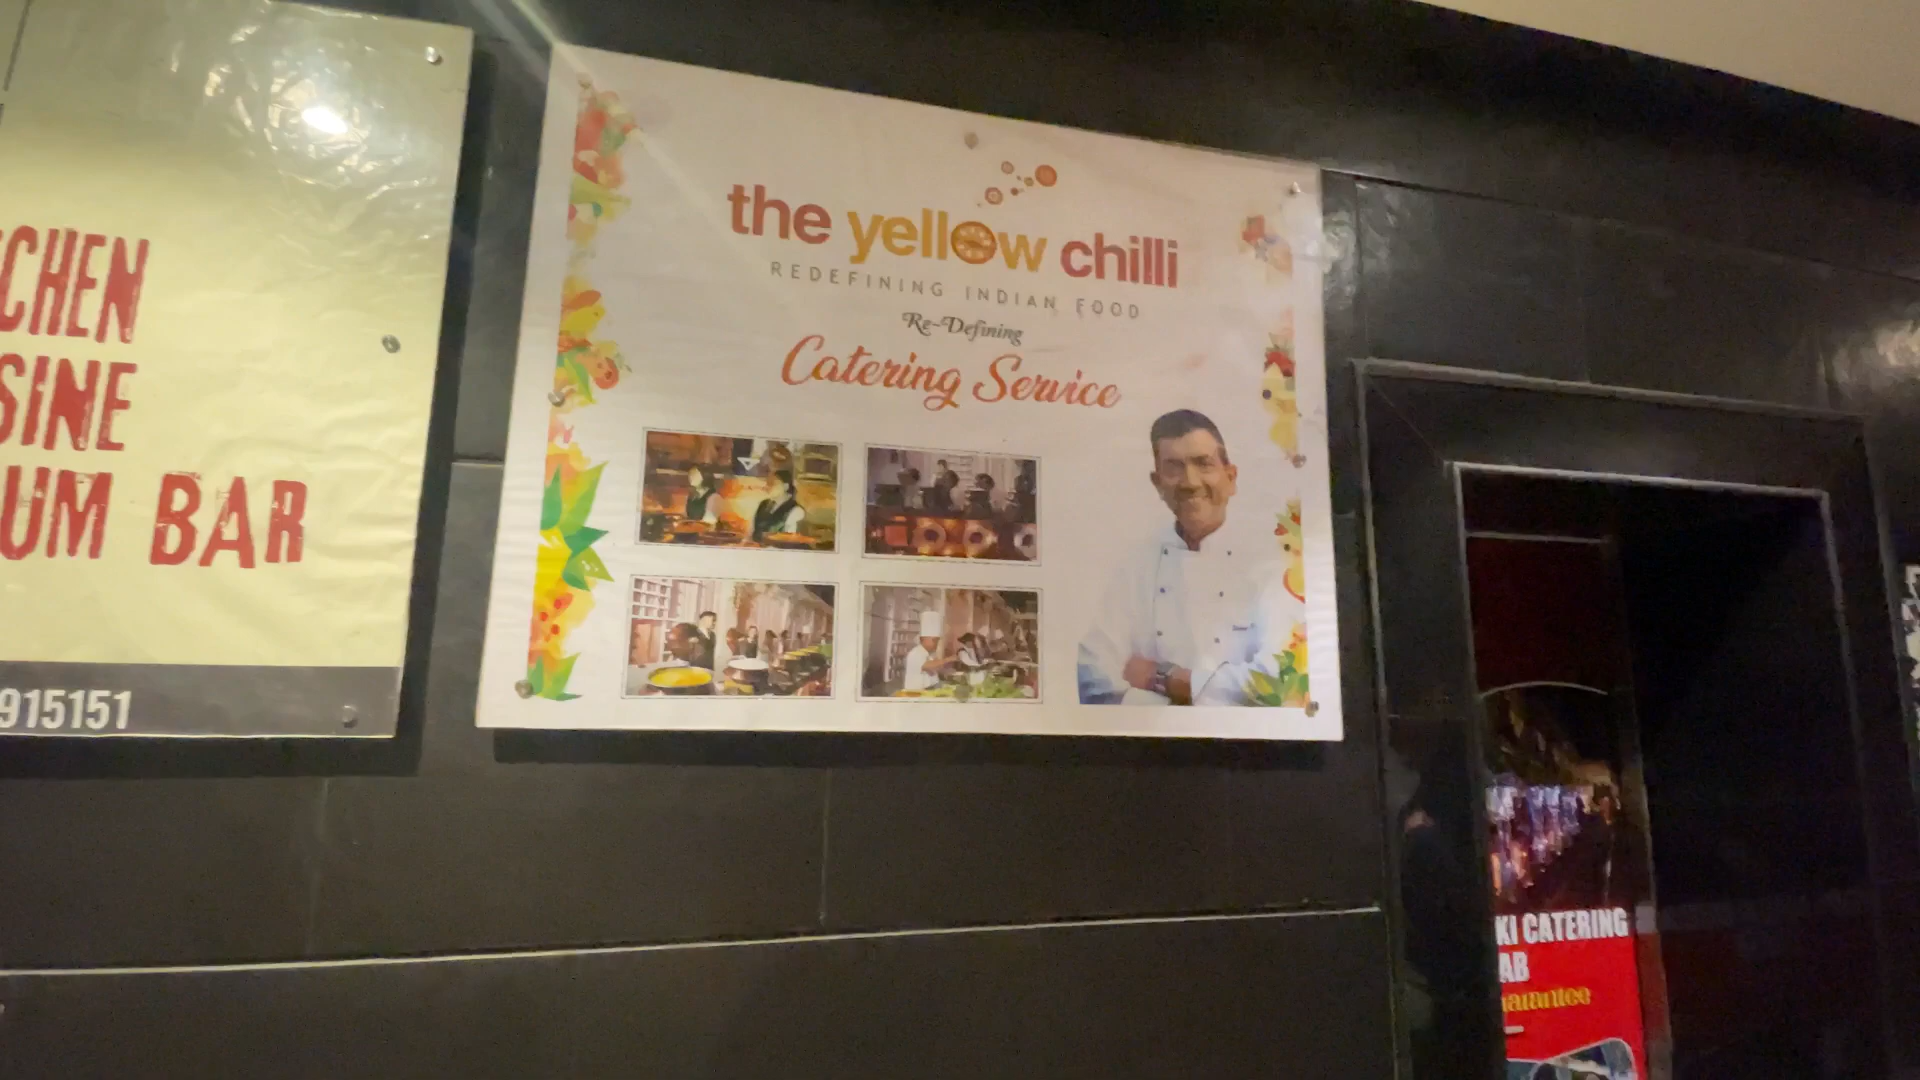 CHEN
SINE
UM BAR
915151
the yellow chilli
REDEFINING INDIAN FOOD
Re-Defining
Catering Service
KI CATERING
AB